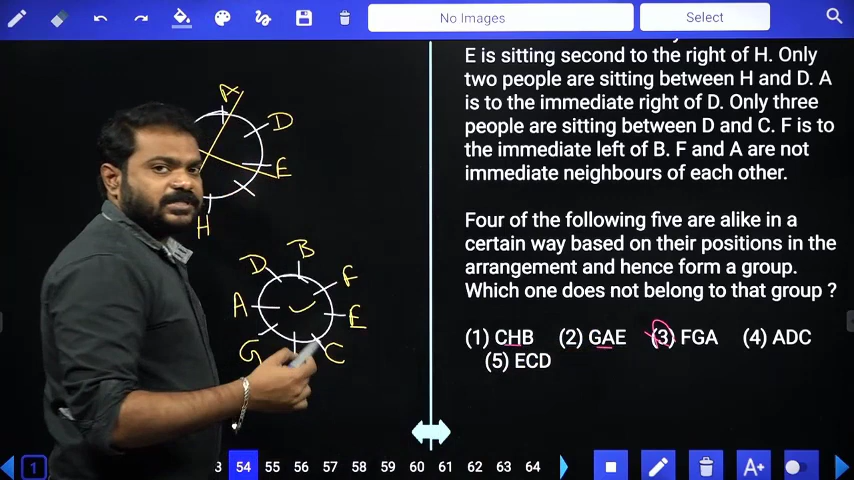 No Images
Select
E is sitting second to the right of H. Only
two people are sitting between H and D. A
is to the immediate right of D. Only three
people are sitting between D and C. F is to
the immediate left of B. F and A are not
immediate neighbours of each other.
Four of the following five are alike in a
certain way based on their positions in the
arrangement and hence form a group.
Which one does not belong to that group ?
(1) CHB (2) GAE (3) FGA (4) ADC
(5) ECD
A
D
E
H
B
D
F
A
E
G
C
1
54 55 56 57 58 59 60 61 62 63 64
A+